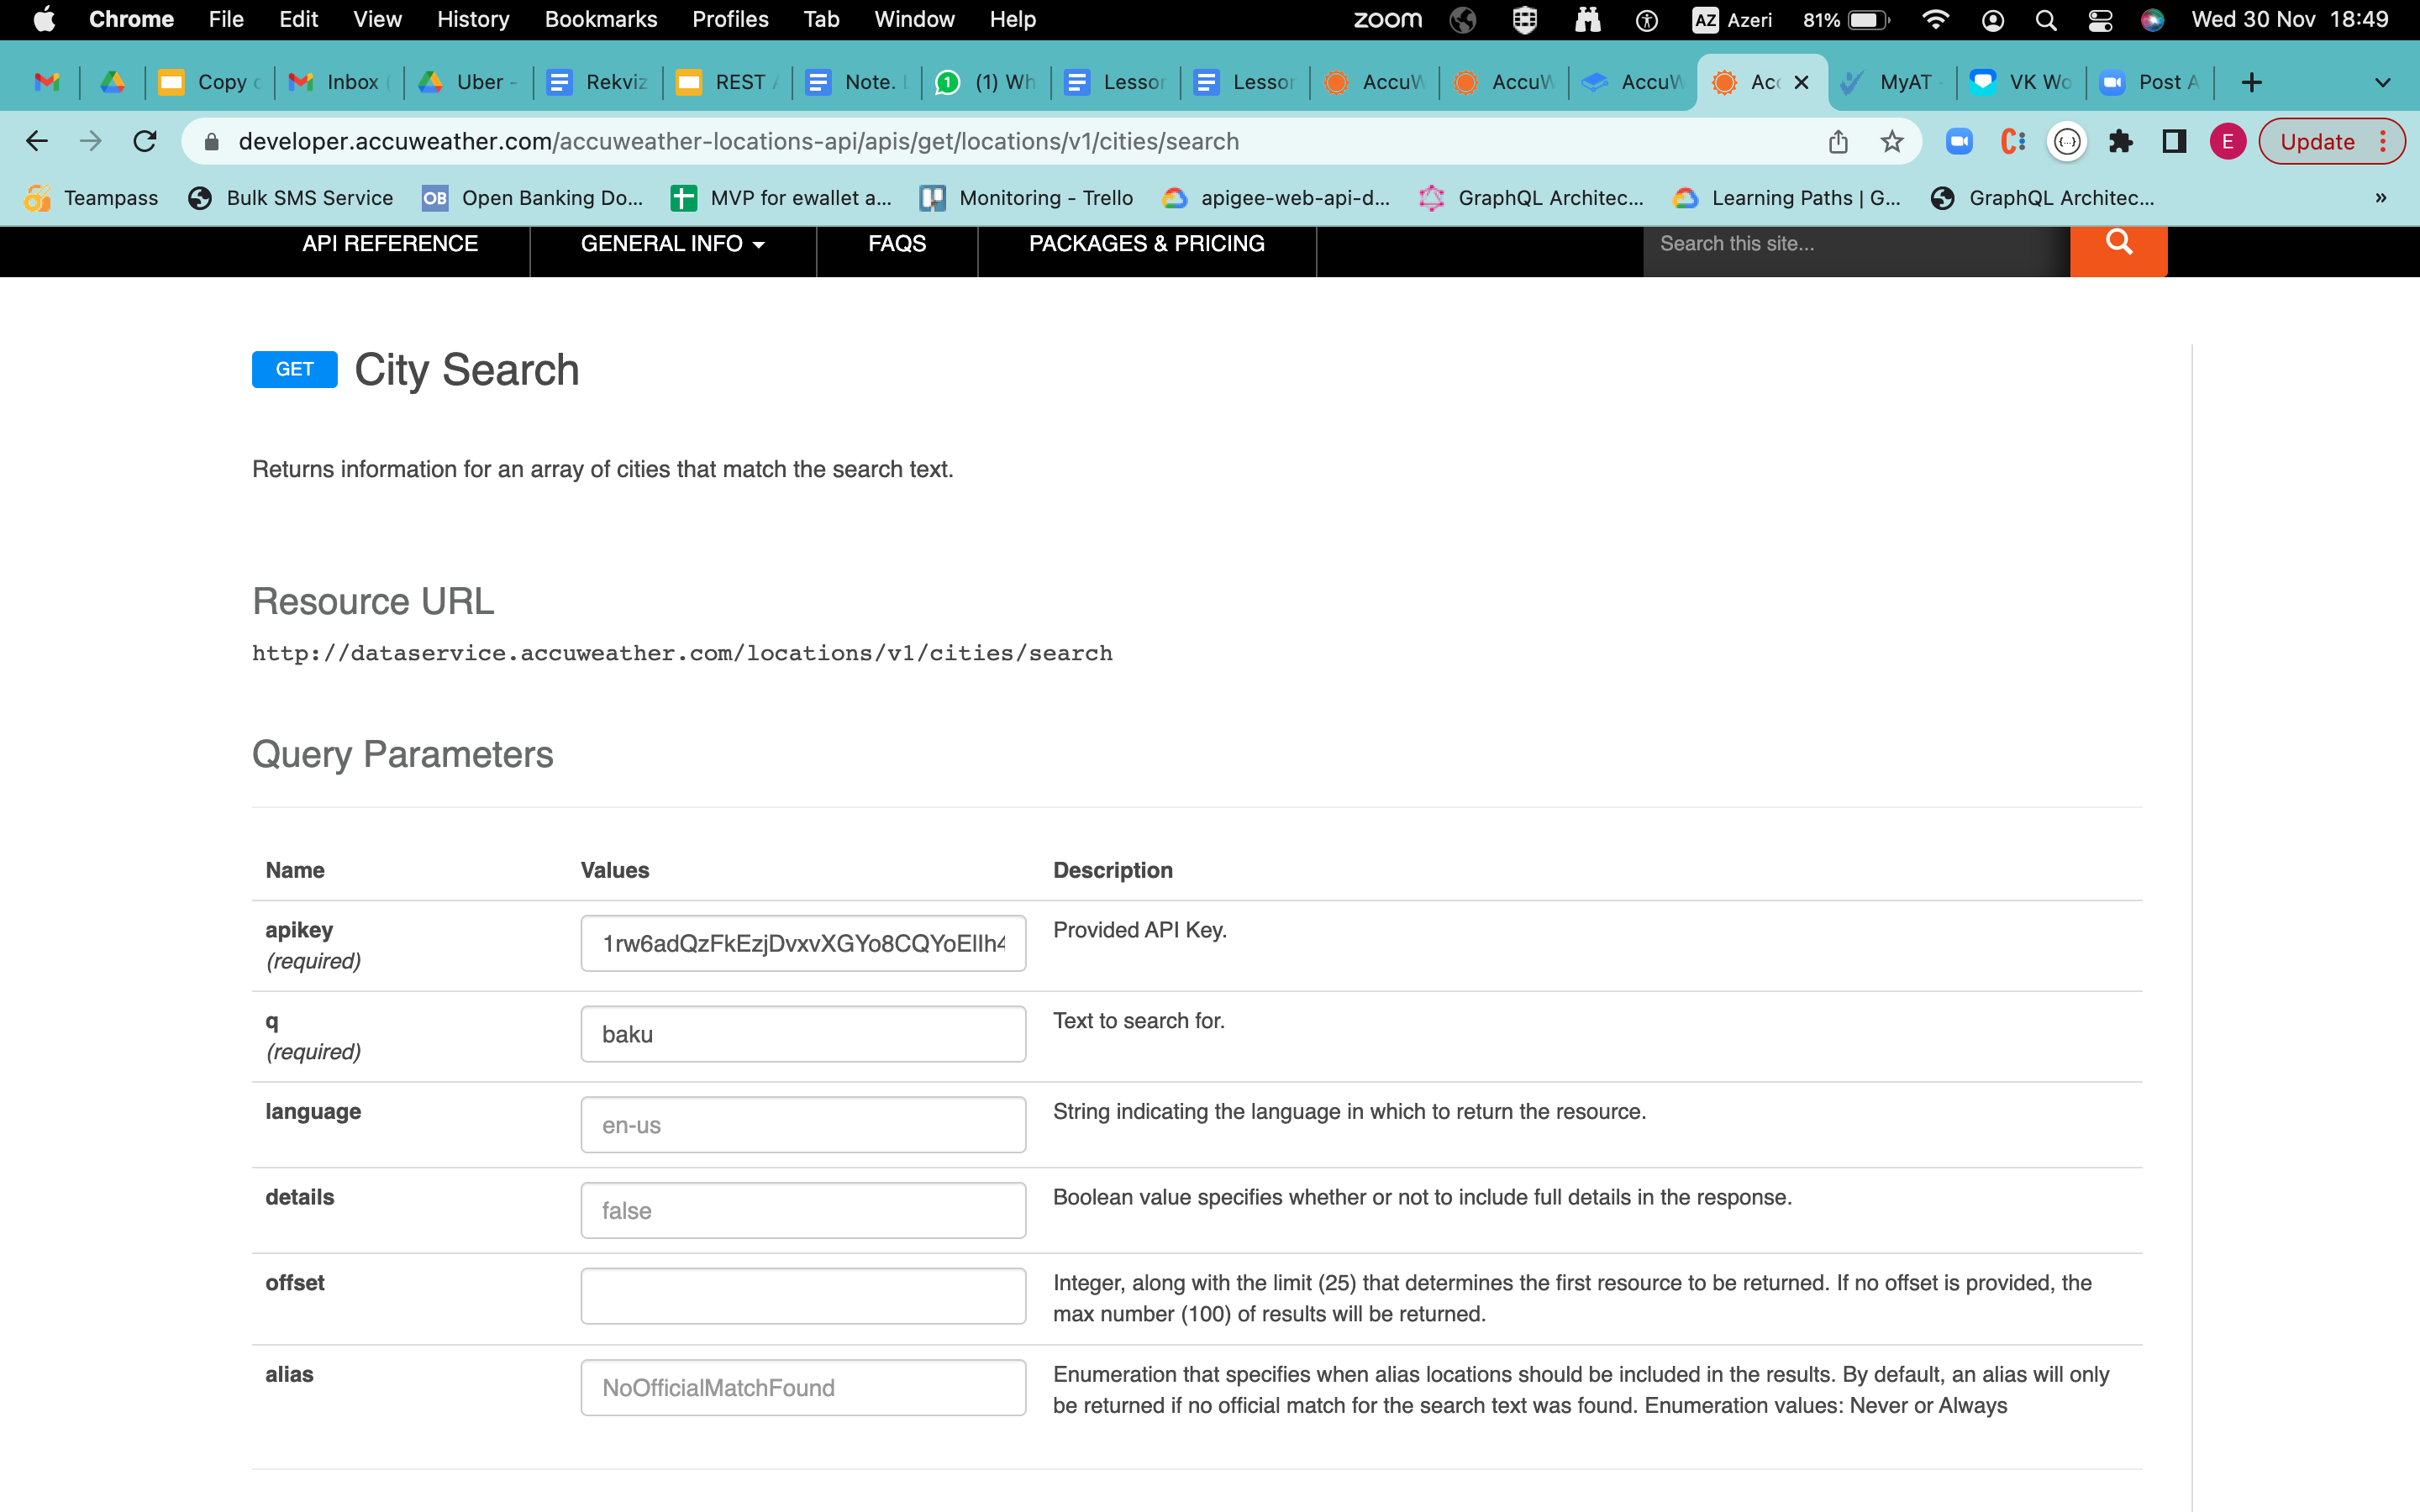 Chrome File Edit View History Bookmarks Profiles Tab Window Help zoom AZ Azeri 81% Wed 30 Nov 18:49
Copy Inbox Uber - Rekviz REST Note. 1 (1) Wh Lessor Lessor AccuW AccuW AccuW Acc MyAT VK Wo Post A
developer.accuweather.com/accuweather-locations-api/apis/get/locations/v1/cities/search E Update
Teampass Bulk SMS Service OB Open Banking Do... MVP for ewallet a... Monitoring - Trello apigee-web-api-d... GraphQL Architec... Learning Paths | G... GraphQL Architec... »
API REFERENCE GENERAL INFO FAQS PACKAGES & PRICING Search this site...
GET City Search
Returns information for an array of cities that match the search text.
Resource URL
http://dataservice.accuweather.com/locations/v1/cities/search
Query Parameters
Name Values Description
apikey Provided API Key.
(required)
q baku Text to search for.
(required)
language en-us String indicating the language in which to return the resource.
details false Boolean value specifies whether or not to include full details in the response.
offset Integer, along with the limit (25) that determines the first resource to be returned. If no offset is provided, the
max number (100) of results will be returned.
alias NoOfficialMatchFound Enumeration that specifies when alias locations should be included in the results. By default, an alias will only
be returned if no official match for the search text was found. Enumeration values: Never or Always